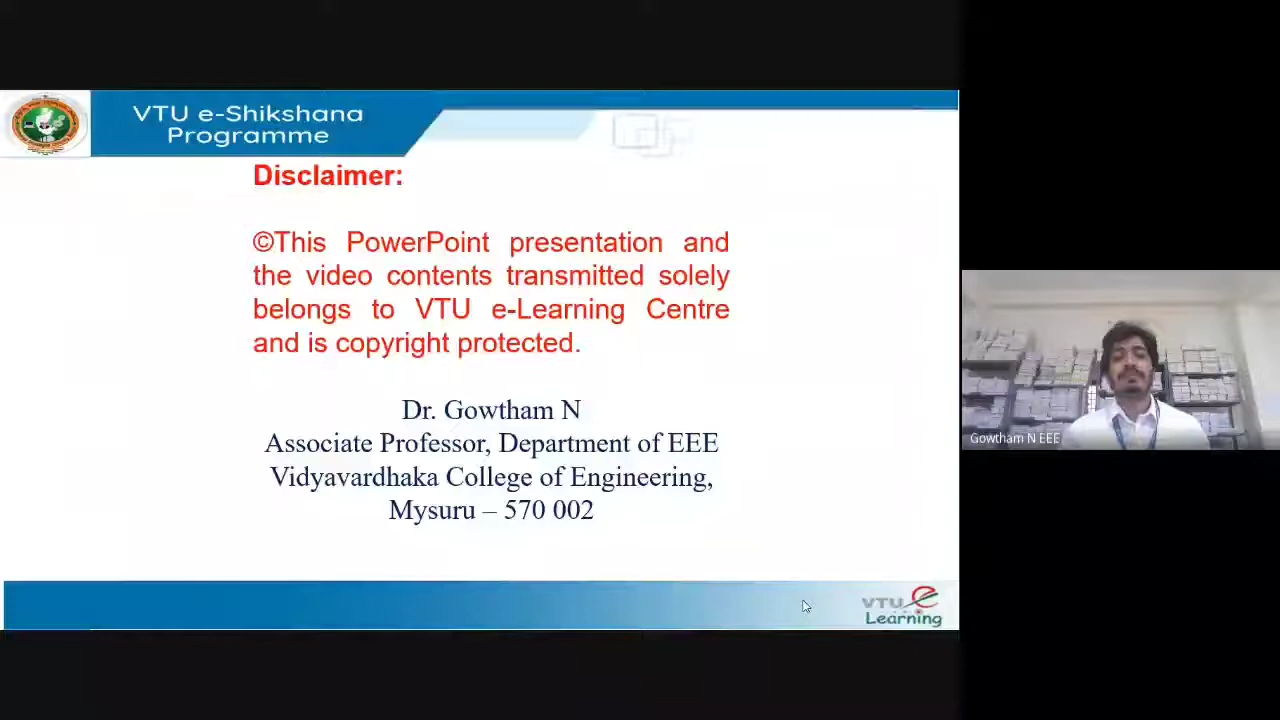 VTU e-Shikshana
Programme
Disclaimer:
©This PowerPoint presentation and
the video contents transmitted solely
belongs to VTU e-Learning Centre
and is copyright protected.
Dr. Gowtham N
Associate Professor, Department of EEE
Vidyavardhaka College of Engineering,
Mysuru – 570 002
VTU e
Learning
Gowtham N EEE